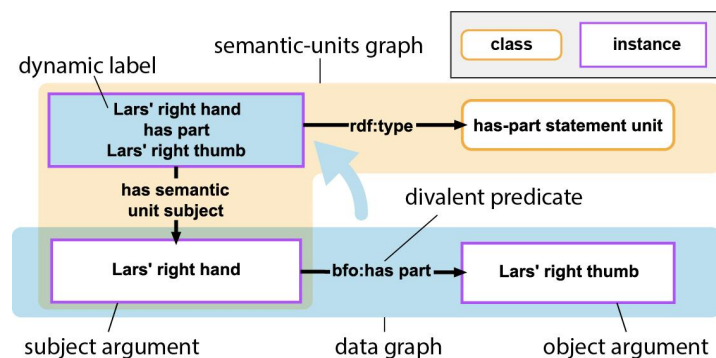 semantic-units graph
class
instance
dynamic label
Lars' right hand
has part
Lars' right thumb
rdf:type
has-part statement unit
has semantic
unit subject
divalent predicate
Lars' right hand
bfo:has part
Lars' right thumb
subject argument
data graph
object argument